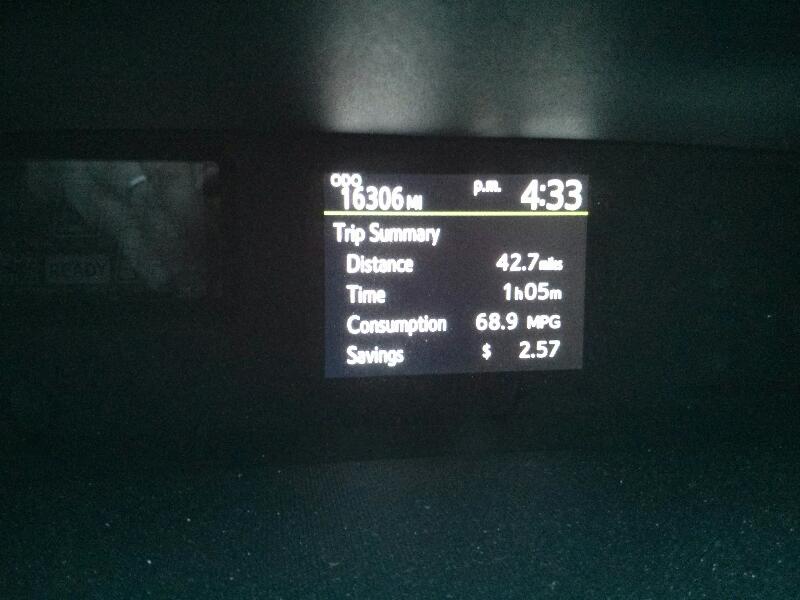 ODO
16306 MI p.m. 4:33
Trip Summary
Distance 42.7 miles
Time 1h05m
Consumption 68.9 MPG
Savings $ 2.57
READY